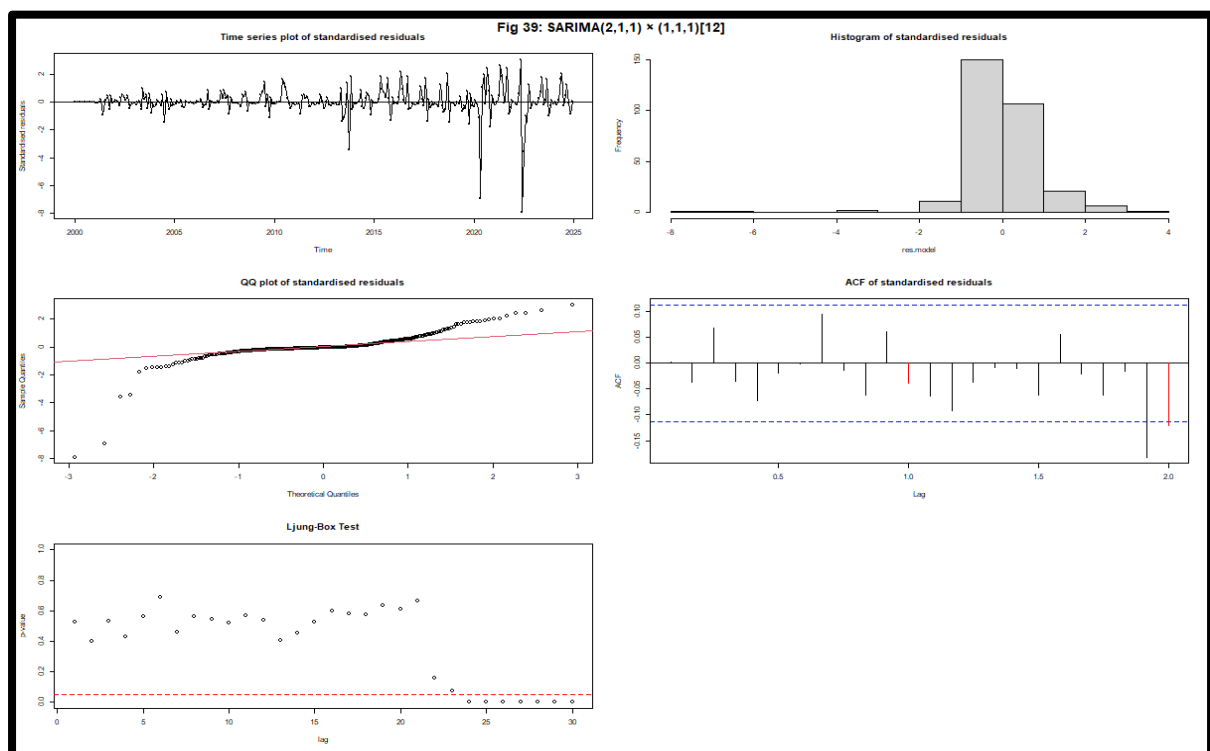 Fig 39: SARIMA(2,1,1) × (1,1,1)[12]
Time series plot of standardised residuals
Standardised residuals
2
0
-2
-4
-6
-8
2000 2005 2010 2015 2020 2025
Time
Histogram of standardised residuals
Frequency
150
100
50
0
-8 -6 -4 -2 0 2 4
res.model
QQ plot of standardised residuals
Sample Quantiles
2
0
-2
-4
-6
-8
-3 -2 -1 0 1 2 3
Theoretical Quantiles
ACF of standardised residuals
ACF
0.10
0.05
0.00
-0.05
-0.10
-0.15
0.5 1.0 1.5 2.0
Lag
Ljung-Box Test
p-value
1.0
0.8
0.6
0.4
0.2
0.0
0 5 10 15 20 25 30
lag